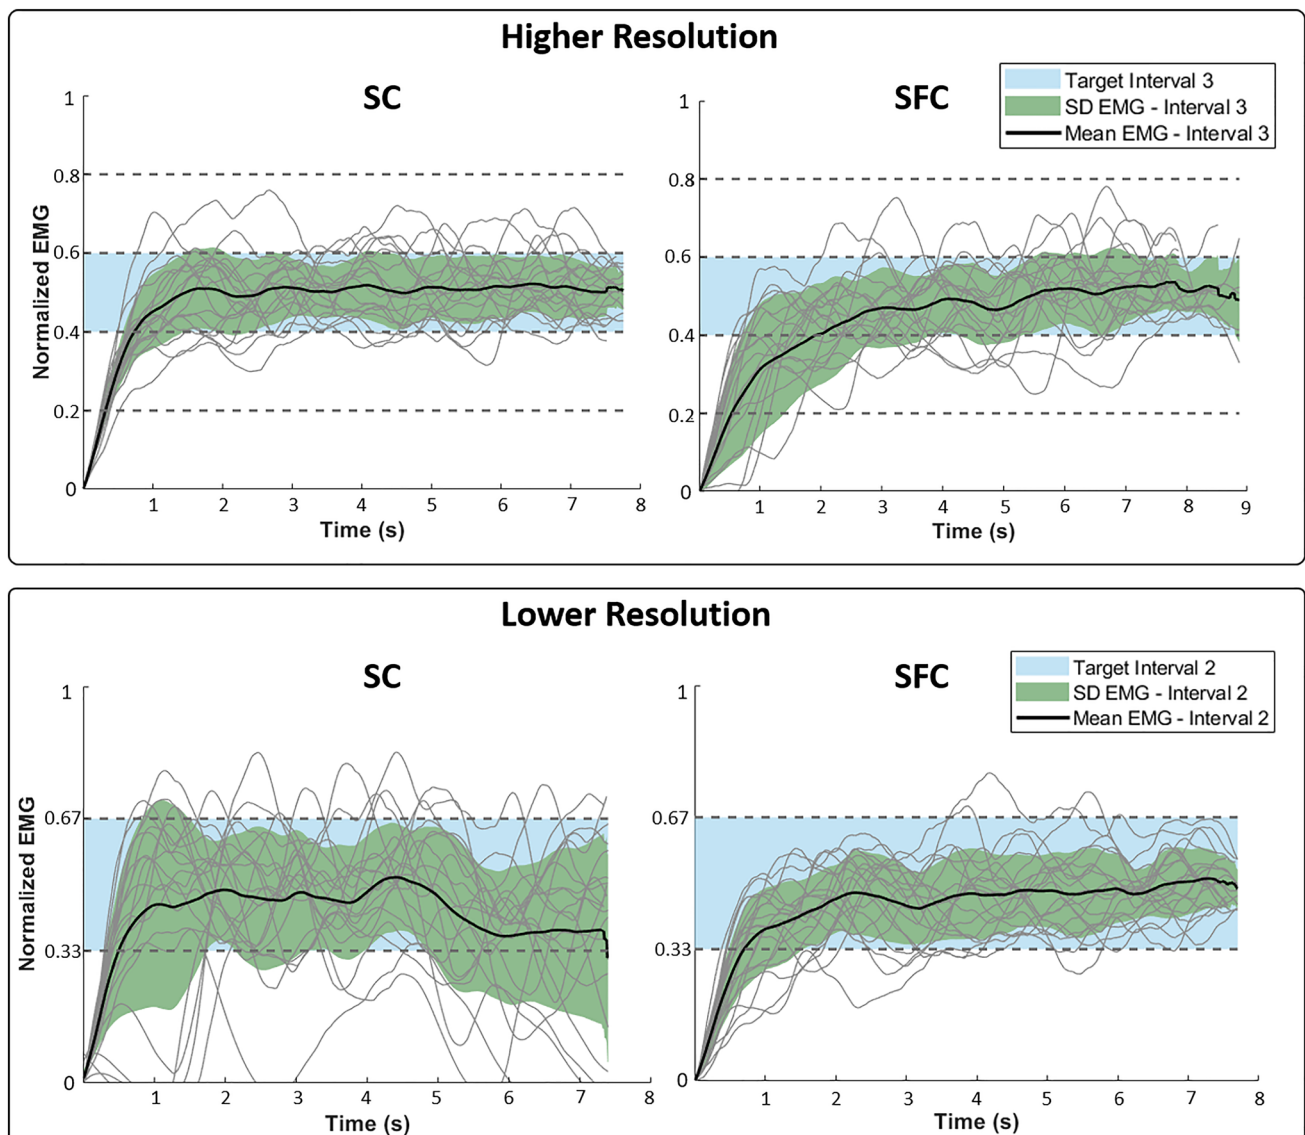 Higher Resolution
SC
SFC
Target Interval 3
SD EMG - Interval 3
Mean EMG - Interval 3
Normalized EMG
1
0.8
0.6
0.4
0.2
0
1 2 3 4 5 6 7 8
Time (s)
1
0.8
0.6
0.4
0.2
0
1 2 3 4 5 6 7 8 9
Time (s)
Lower Resolution
SC
SFC
Target Interval 2
SD EMG - Interval 2
Mean EMG - Interval 2
Normalized EMG
1
0.67
0.33
0
1 2 3 4 5 6 7 8
Time (s)
1
0.67
0.33
0
1 2 3 4 5 6 7 8
Time (s)